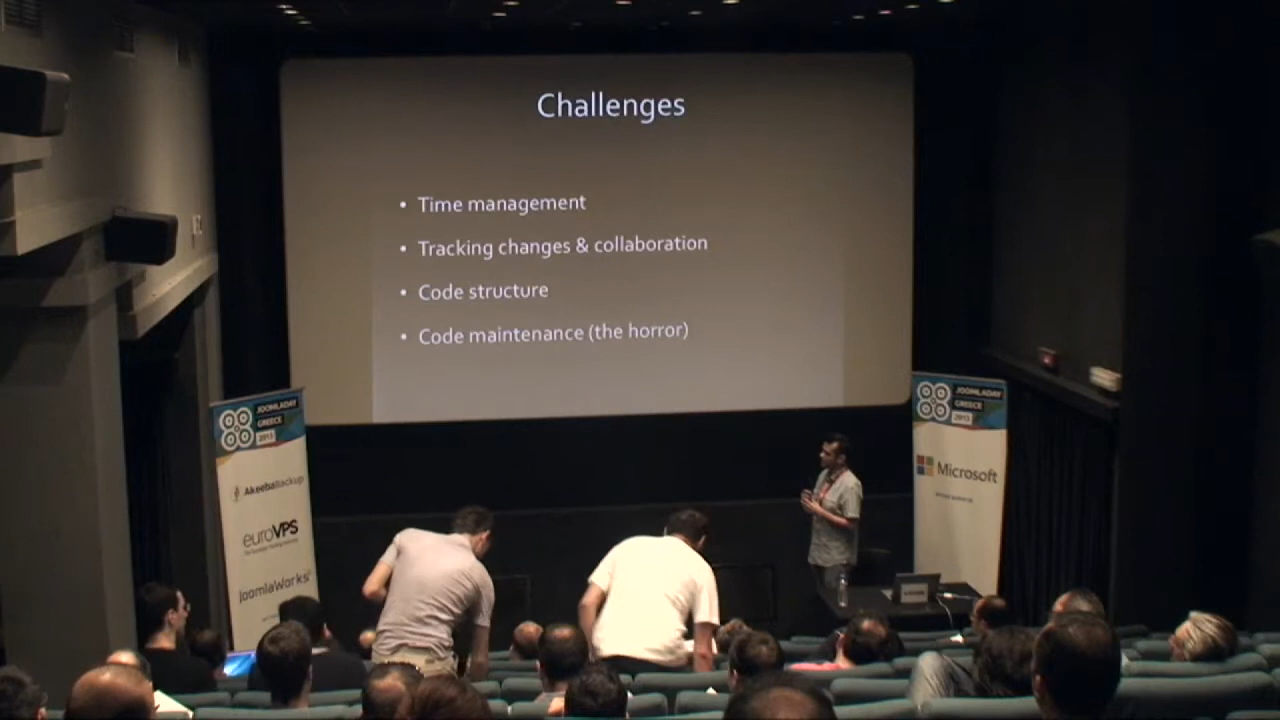 Challenges
• Time management
• Tracking changes & collaboration
• Code structure
• Code maintenance (the horror)
JOOMLADAY
GREECE
2013
AkeebaBackup
euroVPS
JoomlaWorks
JOOMLADAY
GREECE
2013
Microsoft